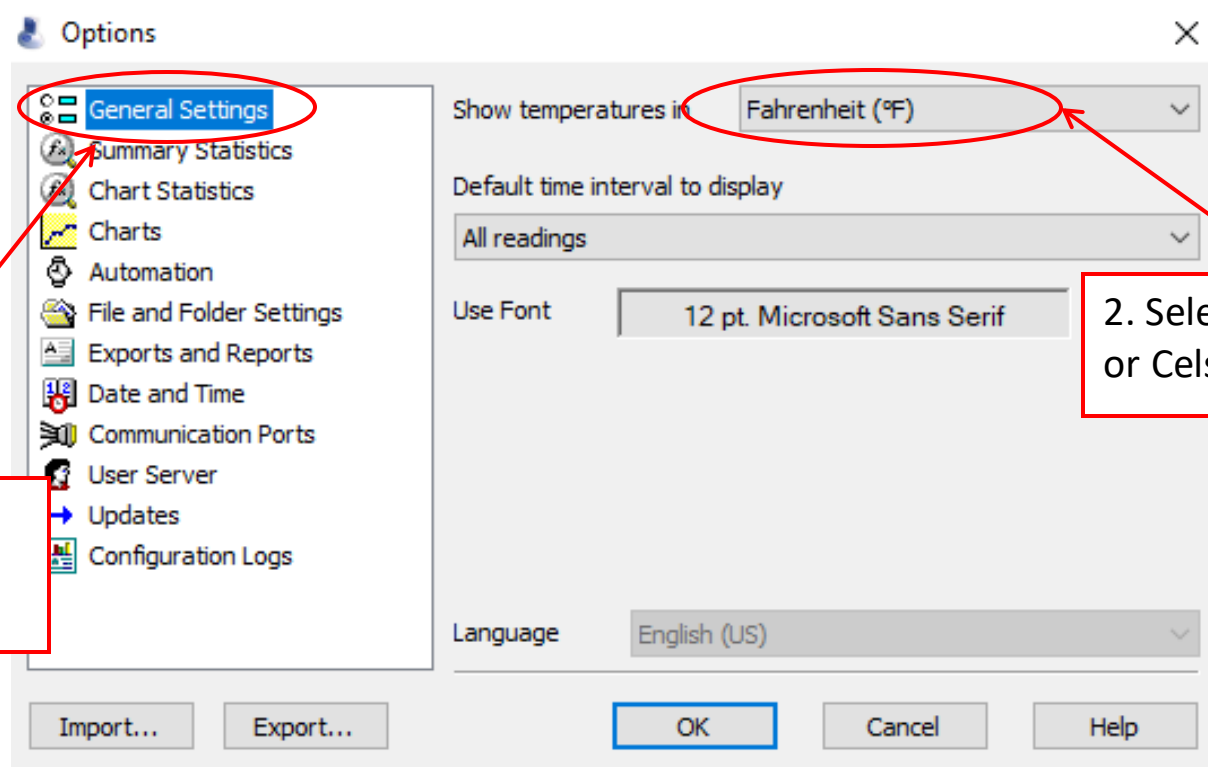 Options
General Settings
Summary Statistics
Chart Statistics
Charts
Automation
File and Folder Settings
Exports and Reports
Date and Time
Communication Ports
User Server
Updates
Configuration Logs
Show temperatures in Fahrenheit (°F)
Default time interval to display
All readings
Use Font 12 pt. Microsoft Sans Serif
2.
or
Language English (US)
Import... Export... OK Cancel Help